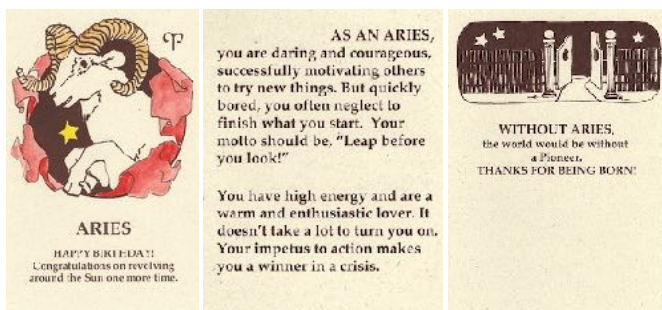 ARIES
HAPPY BIRTHDAY!
Congratulations on revolving
around the Sun one more time.
AS AN ARIES,
you are daring and courageous,
successfully motivating others
to try new things. But quickly
bored, you often neglect to
finish what you start. Your
motto should be, "Leap before
you look!"
You have high energy and are a
warm and enthusiastic lover. It
doesn't take a lot to turn you on.
Your impetus to action makes
you a winner in a crisis.
WITHOUT ARIES,
the world would be without
a Pioneer.
THANKS FOR BEING BORN!